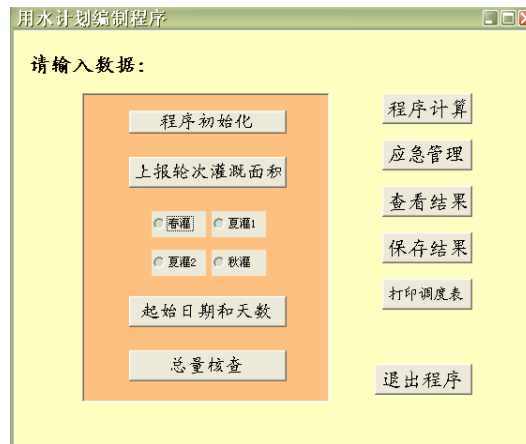 用水计划编制程序
请输入数据：
程序初始化
上报轮次灌溉面积
春灌 夏灌1
夏灌2 秋灌
起始日期和天数
总量核查
程序计算
应急管理
查看结果
保存结果
打印调度表
退出程序